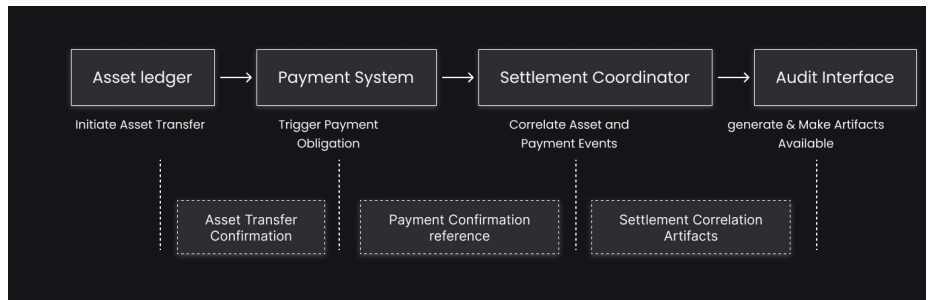 Asset ledger
Payment System
Settlement Coordinator
Audit Interface
Initiate Asset Transfer
Trigger Payment
Obligation
Correlate Asset and
Payment Events
generate & Make Artifacts
Available
Asset Transfer
Confirmation
Payment Confirmation
reference
Settlement Correlation
Artifacts